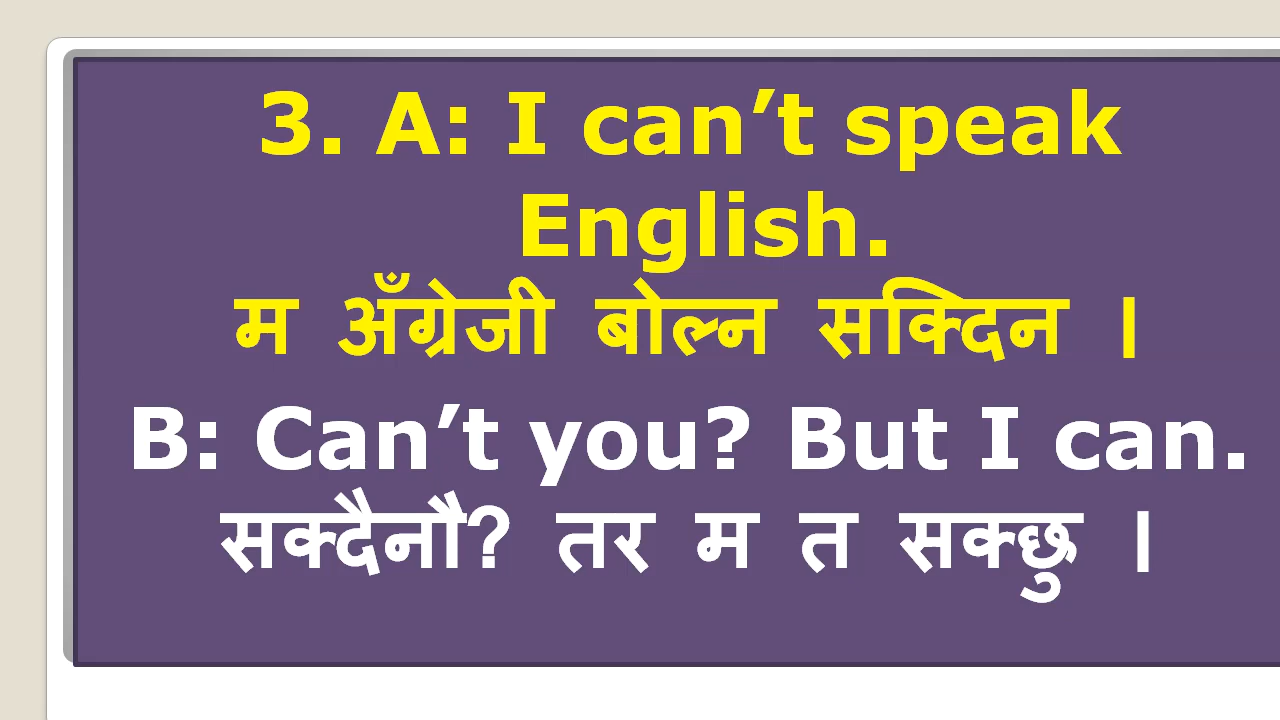 3. A: I can’t speak
English.
म अँग्रेजी बोल्न सक्दिन ।
B: Can’t you? But I can.
सक्दैनौ? तर म त सक्छु ।